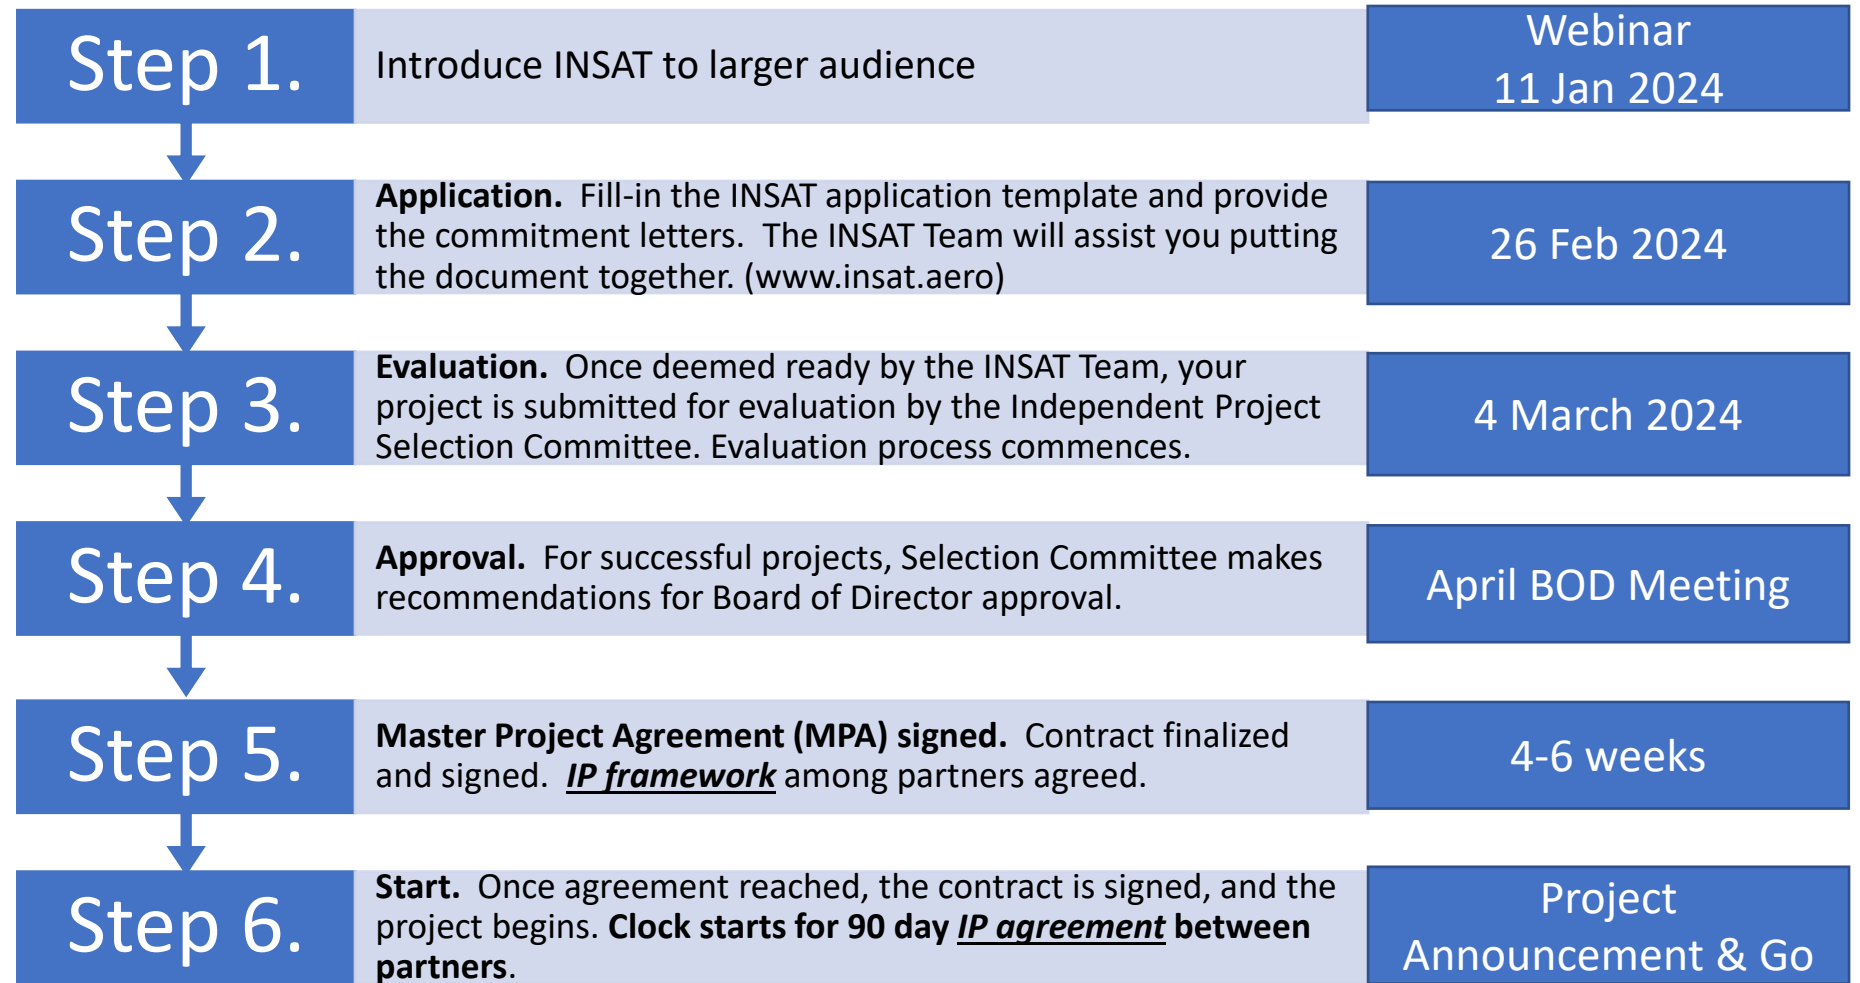 Step 1.
Introduce INSAT to larger audience
Webinar
11 Jan 2024
Step 2.
Application. Fill-in the INSAT application template and provide
the commitment letters. The INSAT Team will assist you putting
the document together. (www.insat.aero)
26 Feb 2024
Step 3.
Evaluation. Once deemed ready by the INSAT Team, your
project is submitted for evaluation by the Independent Project
Selection Committee. Evaluation process commences.
4 March 2024
Step 4.
Approval. For successful projects, Selection Committee makes
recommendations for Board of Director approval.
April BOD Meeting
Step 5.
Master Project Agreement (MPA) signed. Contract finalized
and signed. IP framework among partners agreed.
4-6 weeks
Step 6.
Start. Once agreement reached, the contract is signed, and the
project begins. Clock starts for 90 day IP agreement between
partners.
Project
Announcement & Go